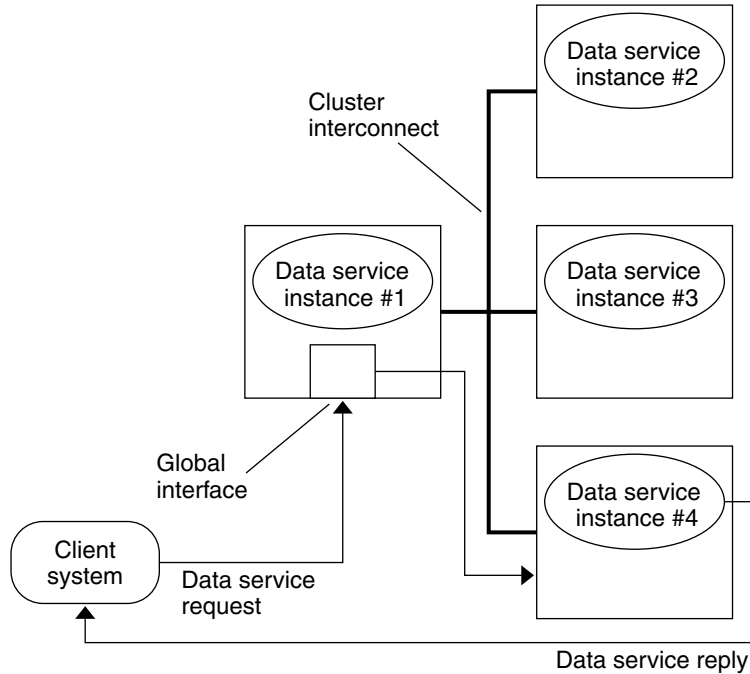 Data service
instance #2
Cluster
interconnect
Data service
instance #1
Data service
instance #3
Global
interface
Data service
instance #4
Client
system
Data service
request
Data service reply